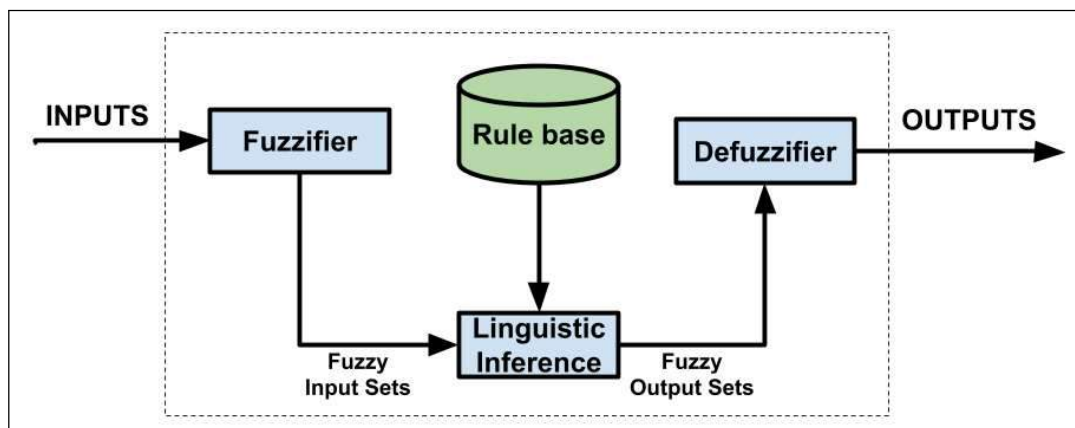 INPUTS
Fuzzifier
Rule base
Defuzzifier
OUTPUTS
Linguistic
Inference
Fuzzy
Input Sets
Fuzzy
Output Sets